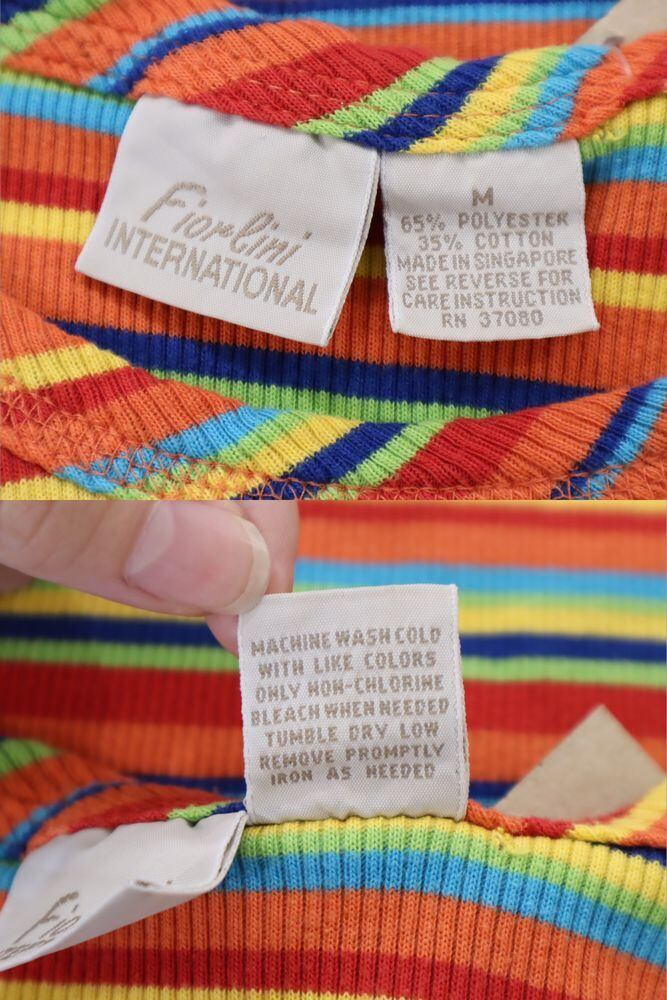 Fiorlini
INTERNATIONAL
M
65% POLYESTER
35% COTTON
MADE IN SINGAPORE
SEE REVERSE FOR
CARE INSTRUCTION
RN 37080
MACHINE WASH COLD
WITH LIKE COLORS
ONLY NON-CHLORINE
BLEACH WHEN NEEDED
TUMBLE DRY LOW
REMOVE PROMPTLY
IRON AS NEEDED
Fio